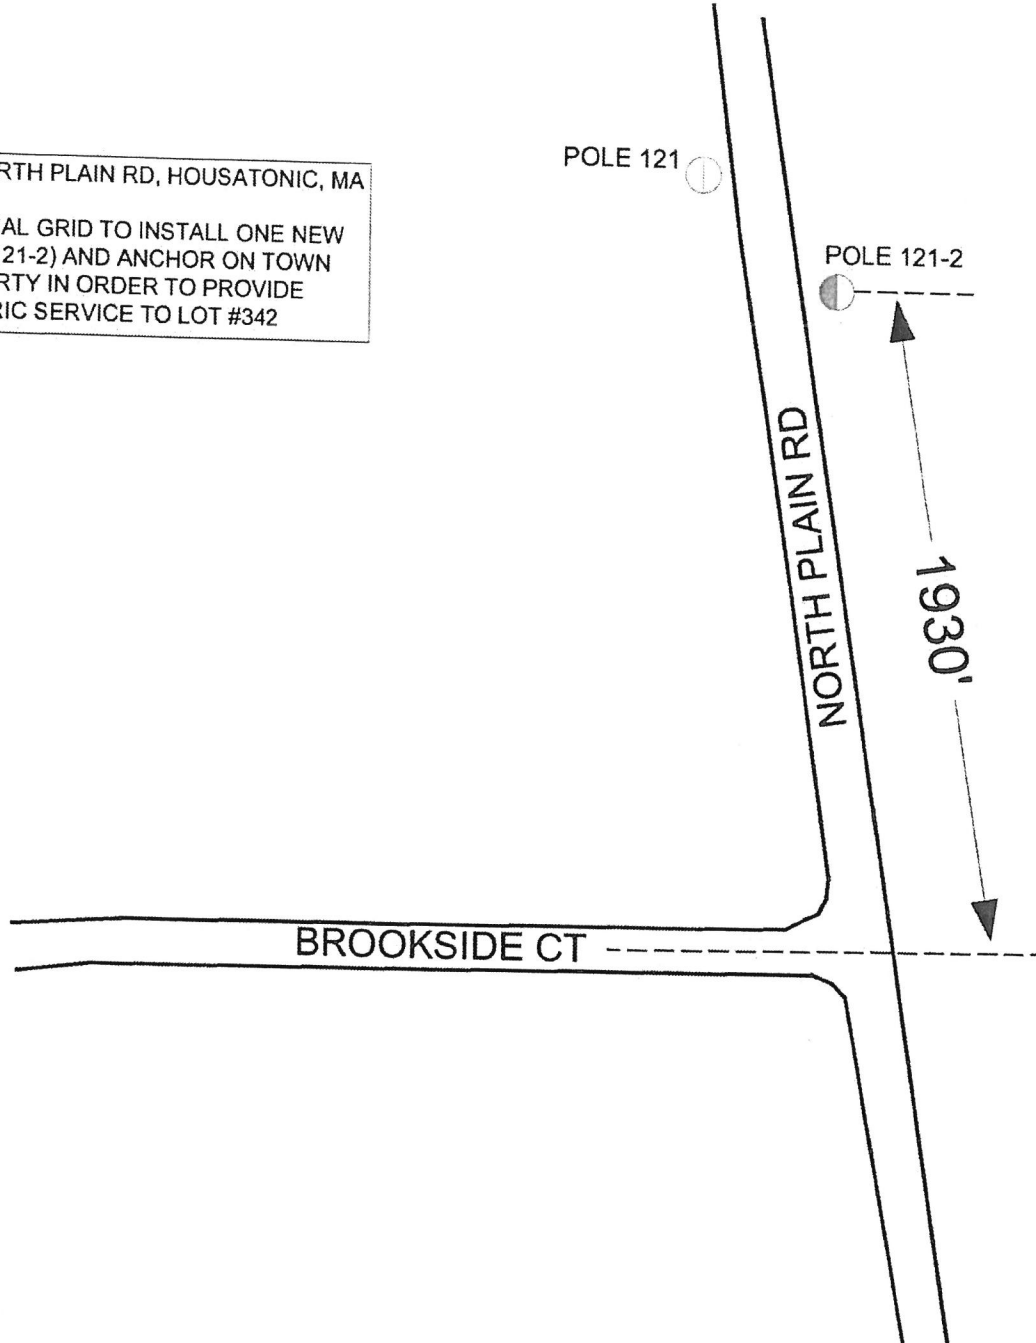 RTH PLAIN RD, HOUSATONIC, MA
AL GRID TO INSTALL ONE NEW
21-2) AND ANCHOR ON TOWN
RTY IN ORDER TO PROVIDE
RIC SERVICE TO LOT #342
POLE 121
POLE 121-2
NORTH PLAIN RD
1930'
BROOKSIDE CT